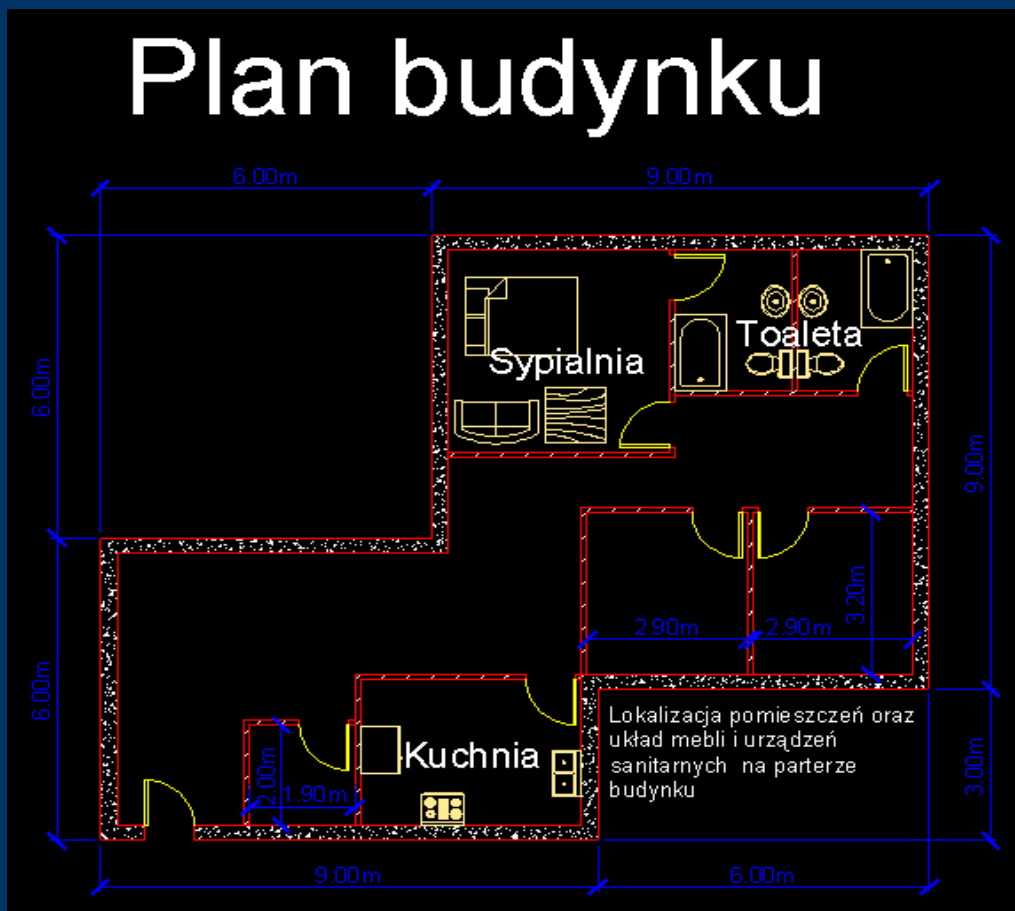 Plan budynku
6.00m
9.00m
Toaleta
Sypialnia
6.00m
9.00m
3.20m
2.90m
2.90m
6.00m
Lokalizacja pomieszczeń oraz
układ mebli i urządzeń
sanitarnych na parterze
budynku
Kuchnia
2.00m
1.90m
3.00m
9.00m
6.00m